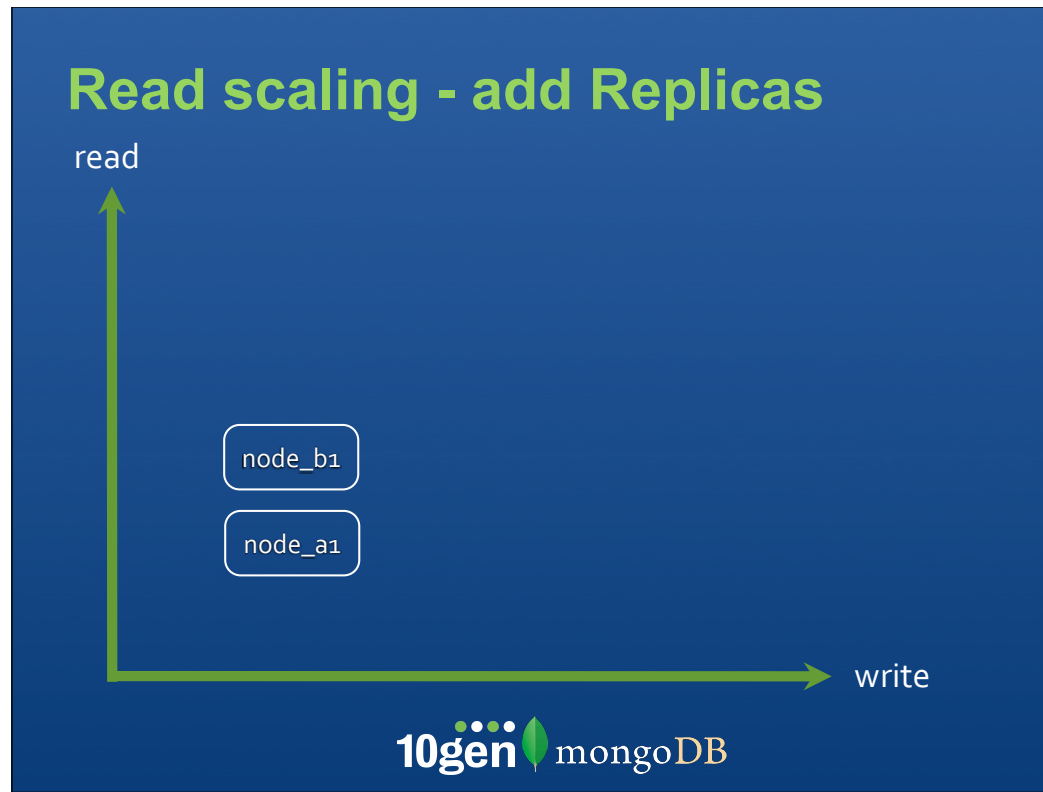 Read scaling - add Replicas
read
node_b1
node_a1
write
10gen mongoDB